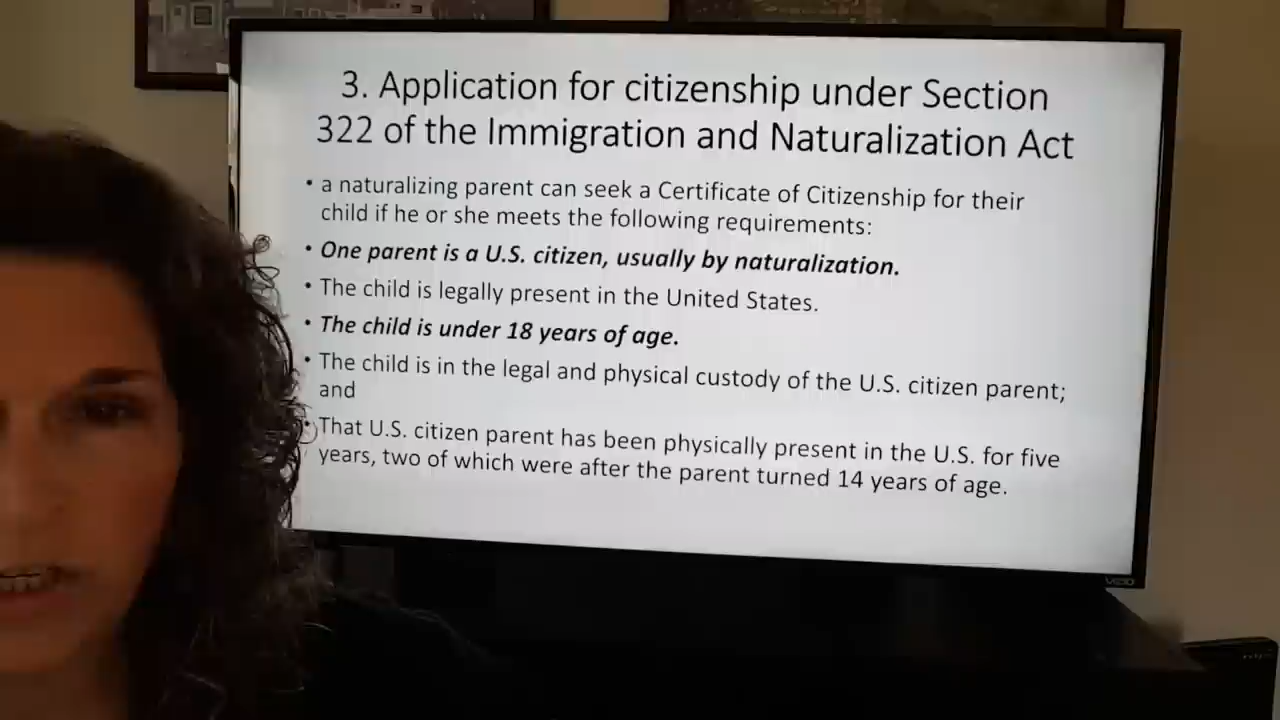 3. Application for citizenship under Section
322 of the Immigration and Naturalization Act
• a naturalizing parent can seek a Certificate of Citizenship for their
child if he or she meets the following requirements:
• One parent is a U.S. citizen, usually by naturalization.
• The child is legally present in the United States.
• The child is under 18 years of age.
• The child is in the legal and physical custody of the U.S. citizen parent;
and
• That U.S. citizen parent has been physically present in the U.S. for five
years, two of which were after the parent turned 14 years of age.
VIZIO